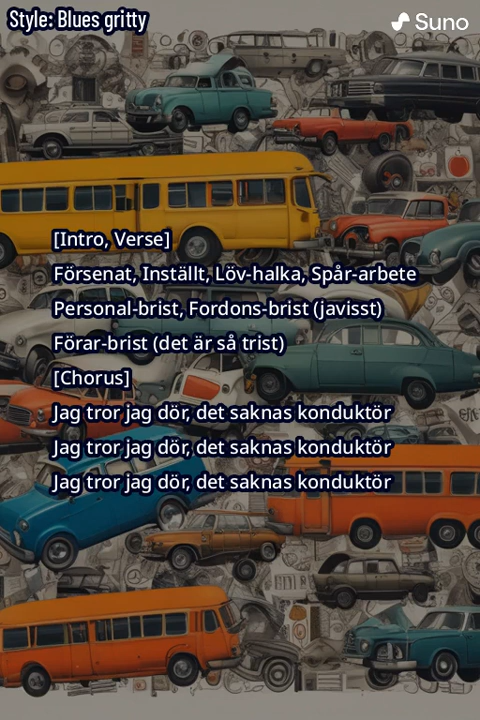 Style: Blues gritty
Suno
[Intro, Verse]
Försenat, Inställt, Löv-halka, Spår-arbete
Personal-brist, Fordons-brist (javisst)
Förar-brist (det är så trist)
[Chorus]
Jag tror jag dör, det saknas konduktör
Jag tror jag dör, det saknas konduktör
Jag tror jag dör, det saknas konduktör